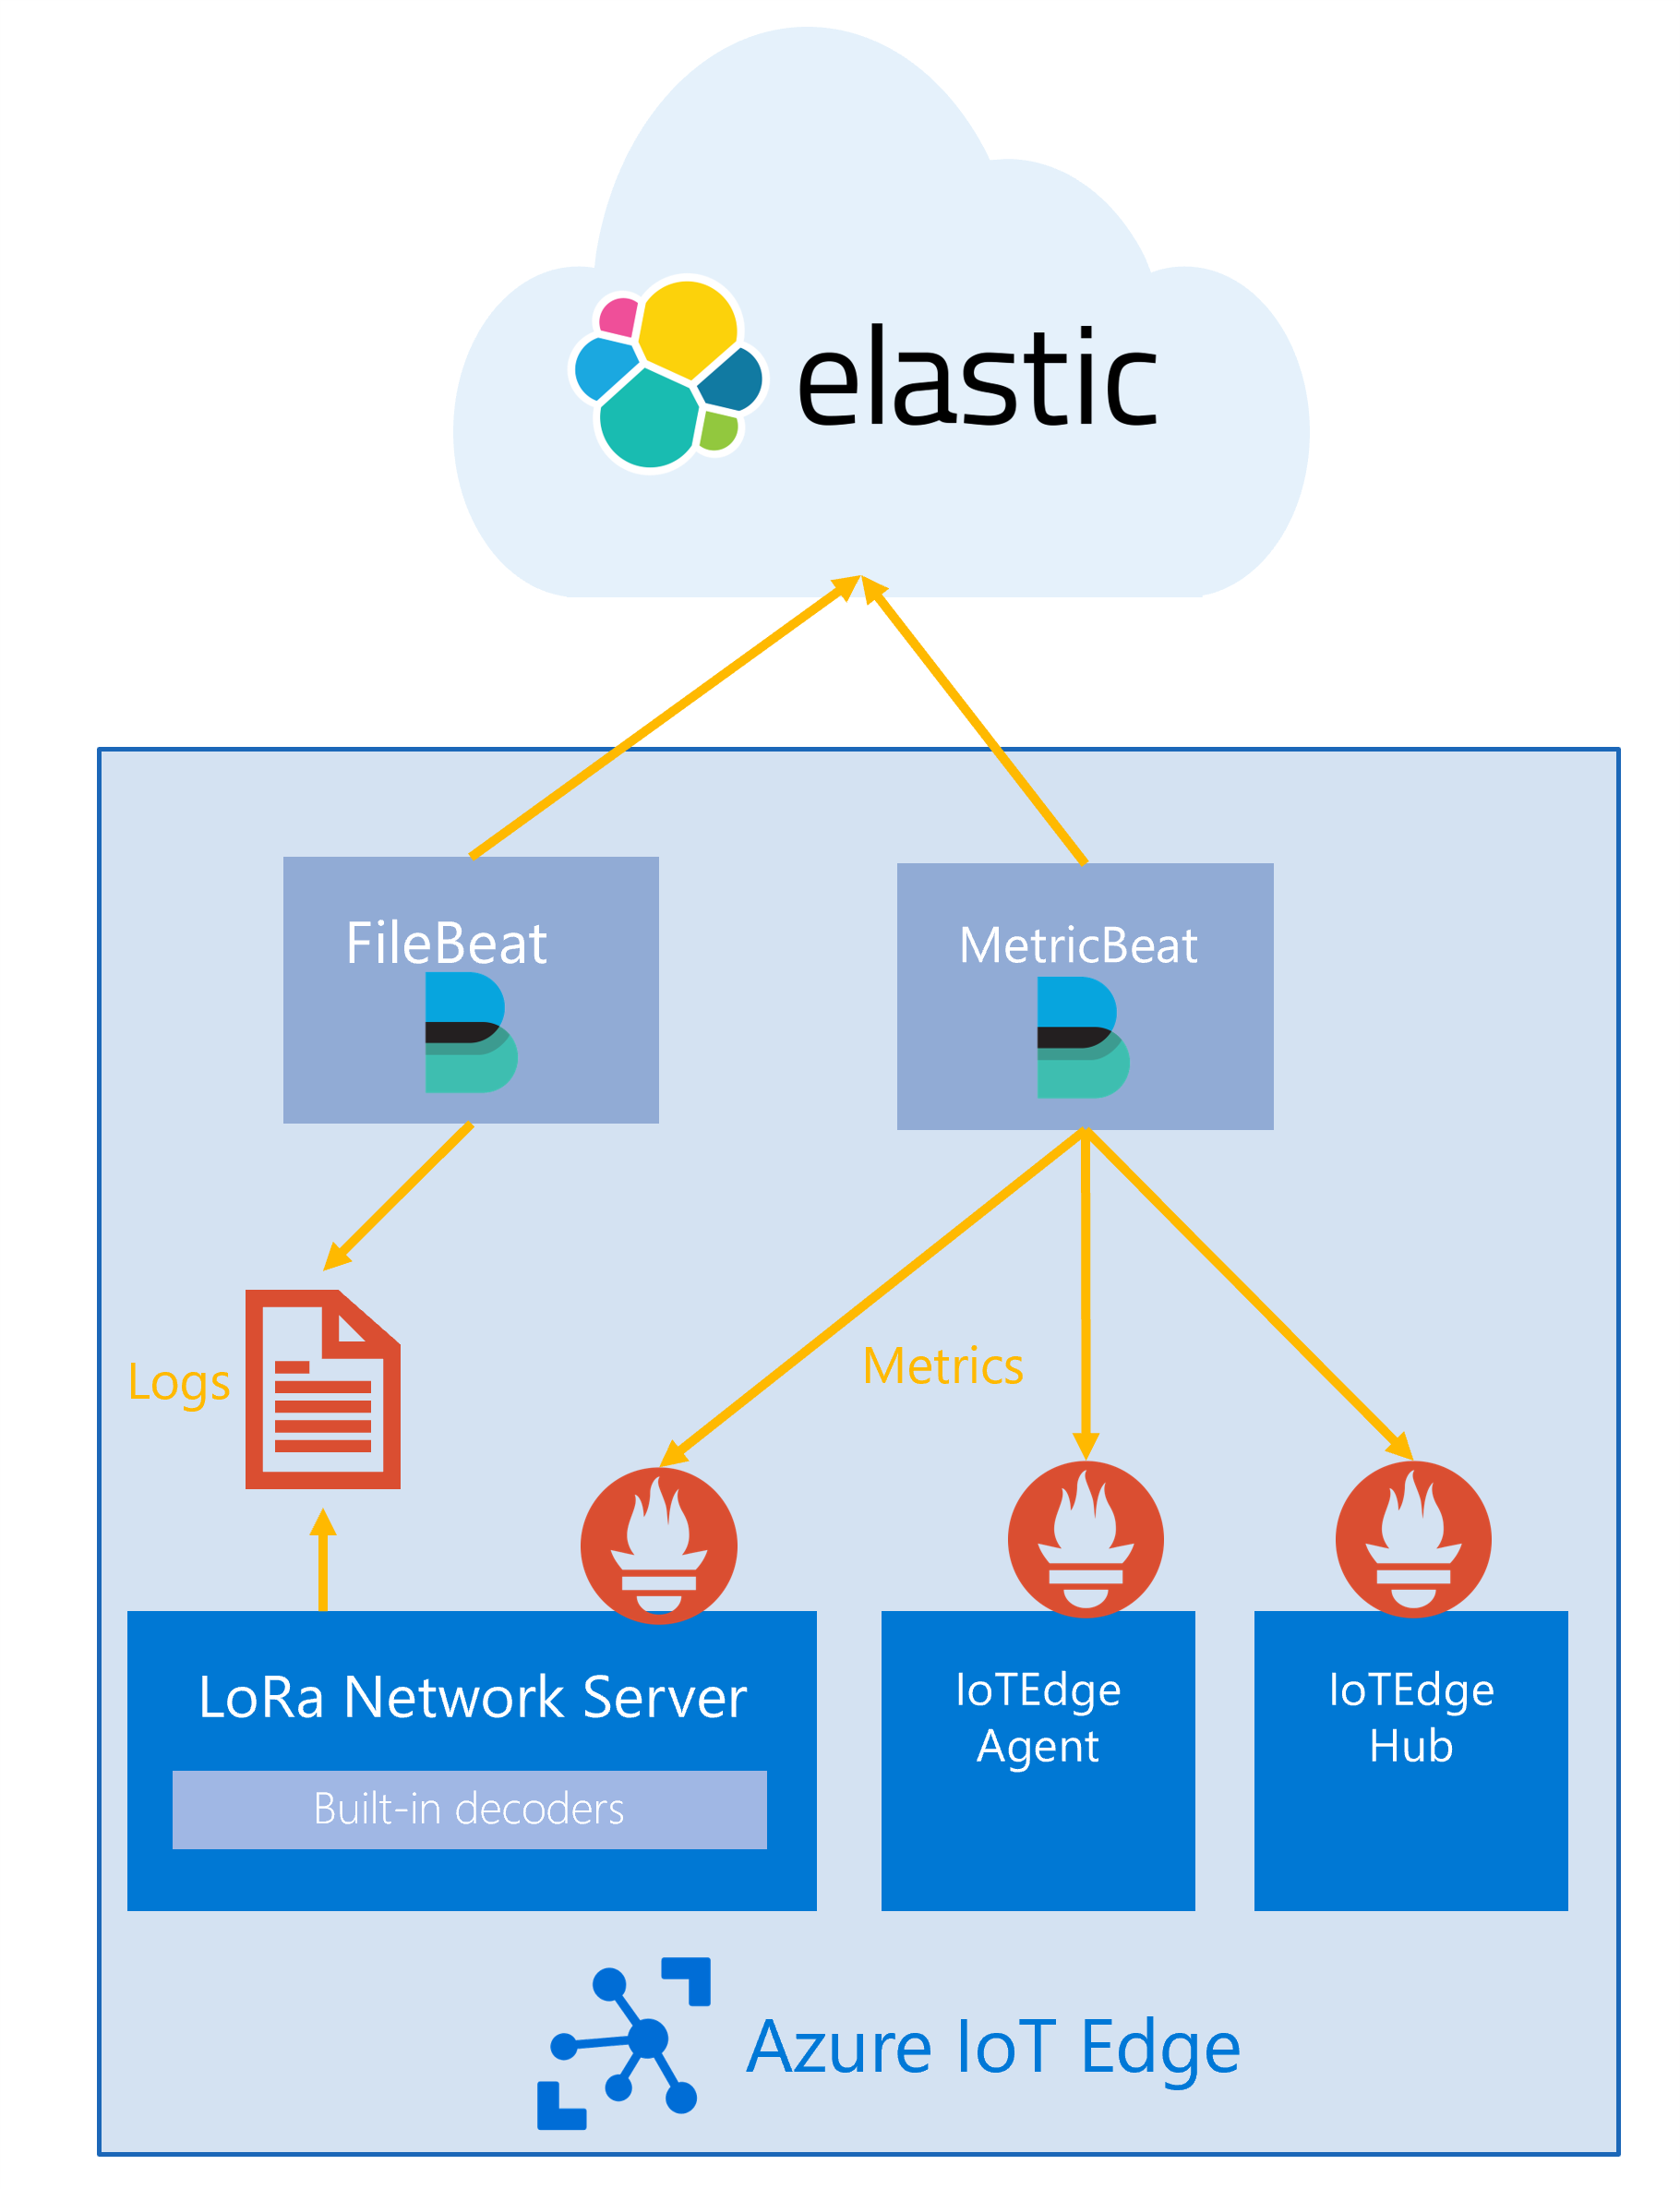 elastic
FileBeat
MetricBeat
Logs
Metrics
LoRa Network Server
Built-in decoders
IoTEdge
Agent
IoTEdge
Hub
Azure IoT Edge